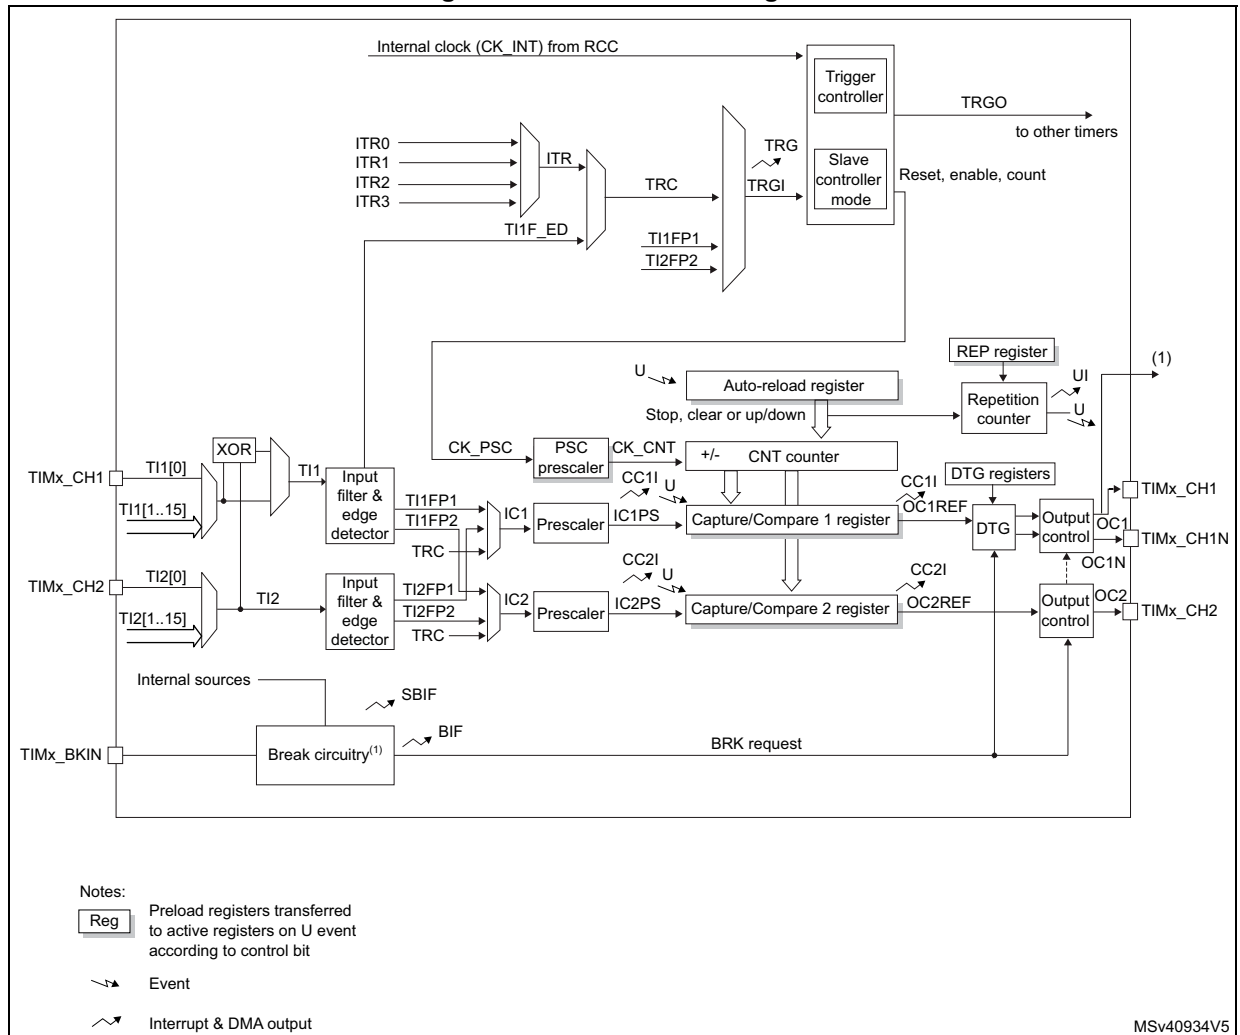 Internal clock (CK_INT) from RCC
Trigger
controller
TRGO
to other timers
ITR0
ITR1
ITR2
ITR3
ITR
TRC
TRG
TRGI
Slave
controller
mode
Reset, enable, count
TI1F_ED
TI1FP1
TI2FP2
REP register
(1)
U
Auto-reload register
UI
Repetition
counter
U
Stop, clear or up/down
XOR
CK_PSC
PSC
prescaler
CK_CNT
+/-
CNT counter
TIMx_CH1
TI1[0]
TI1
Input
filter &
edge
detector
TI1FP1
TI1FP2
TRC
IC1
Prescaler
CC1I
U
IC1PS
Capture/Compare 1 register
CC1I
OC1REF
DTG registers
DTG
Output
control
OC1
TIMx_CH1
TIMx_CH1N
OC1N
TI1[1..15]
TIMx_CH2
TI2[0]
TI2
Input
filter &
edge
detector
TI2FP1
TI2FP2
TRC
IC2
Prescaler
CC2I
U
IC2PS
Capture/Compare 2 register
CC2I
OC2REF
Output
control
OC2
TIMx_CH2
TI2[1..15]
Internal sources
SBIF
TIMx_BKIN
Break circuitry(1)
BIF
BRK request
Notes:
Reg
Preload registers transferred
to active registers on U event
according to control bit
Event
Interrupt & DMA output
MSv40934V5